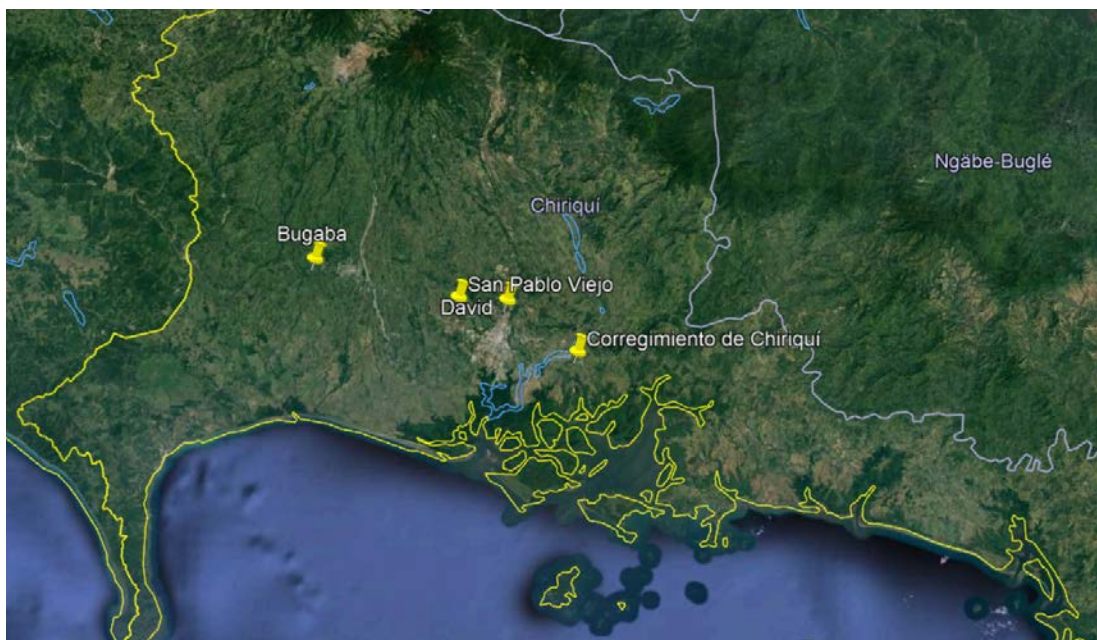 Ngäbe-Buglé
Chiriquí
Bugaba
San Pablo Viejo
David
Corregimiento de Chiriquí